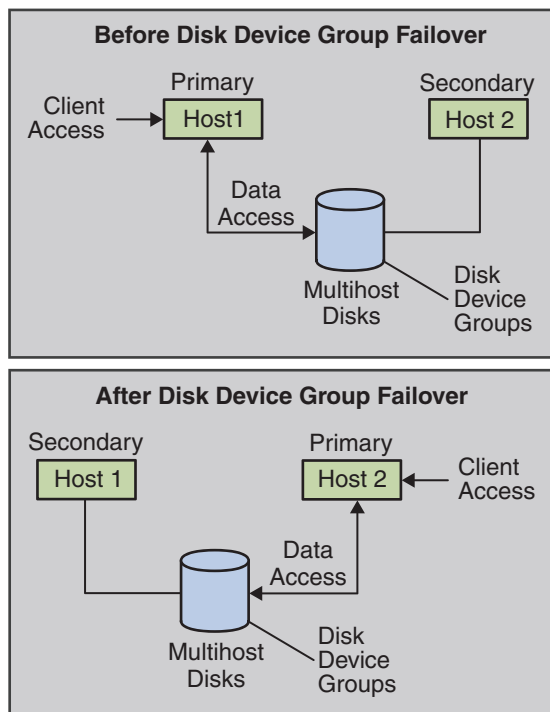 Before Disk Device Group Failover
Primary
Secondary
Client
Access
Host1
Host 2
Data
Access
Multihost
Disks
Disk
Device
Groups
After Disk Device Group Failover
Secondary
Primary
Host 1
Host 2
Client
Access
Data
Access
Multihost
Disks
Disk
Device
Groups